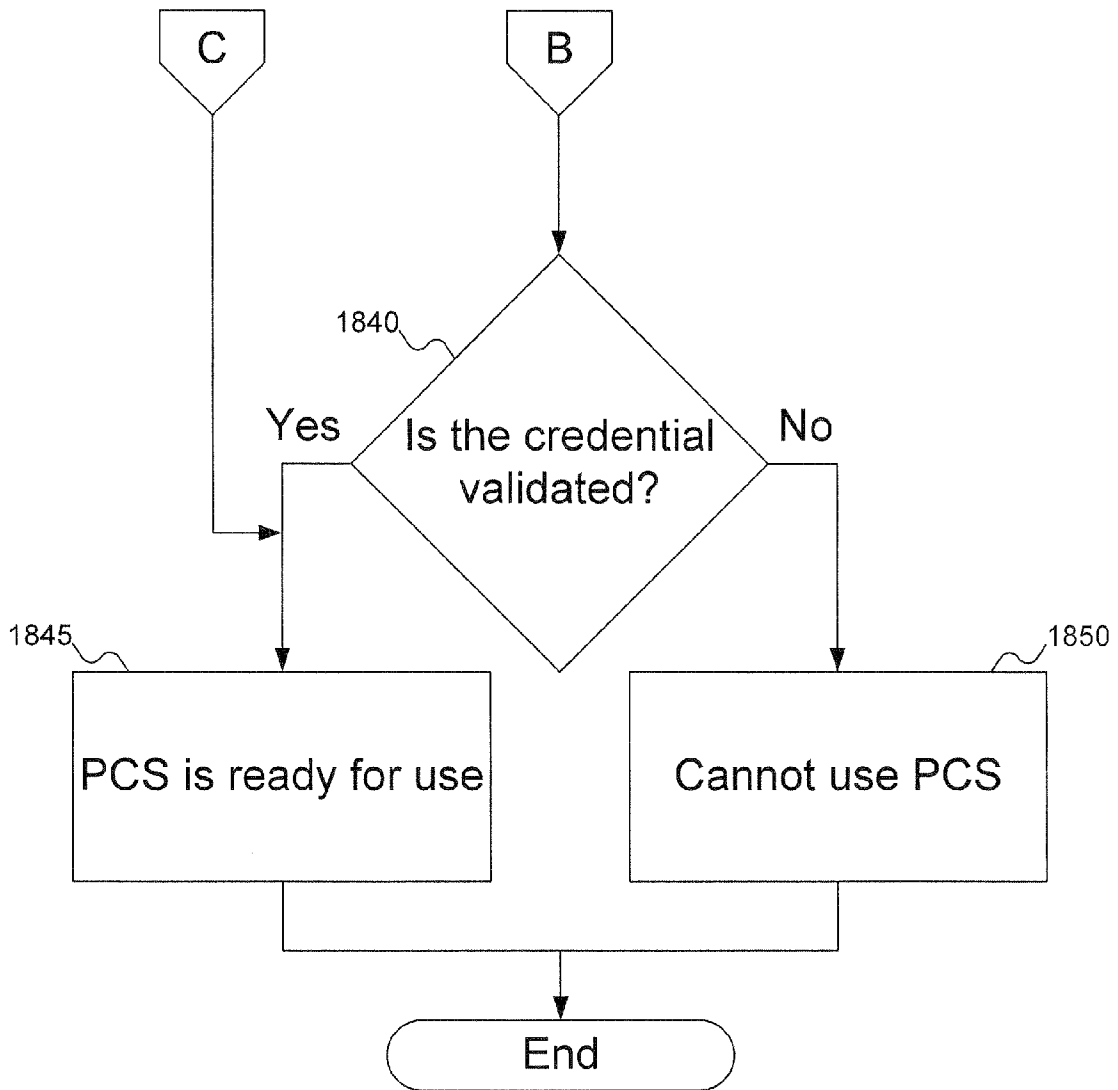 C
B
1840
Yes
Is the credential
validated?
No
1845
1850
PCS is ready for use
Cannot use PCS
End